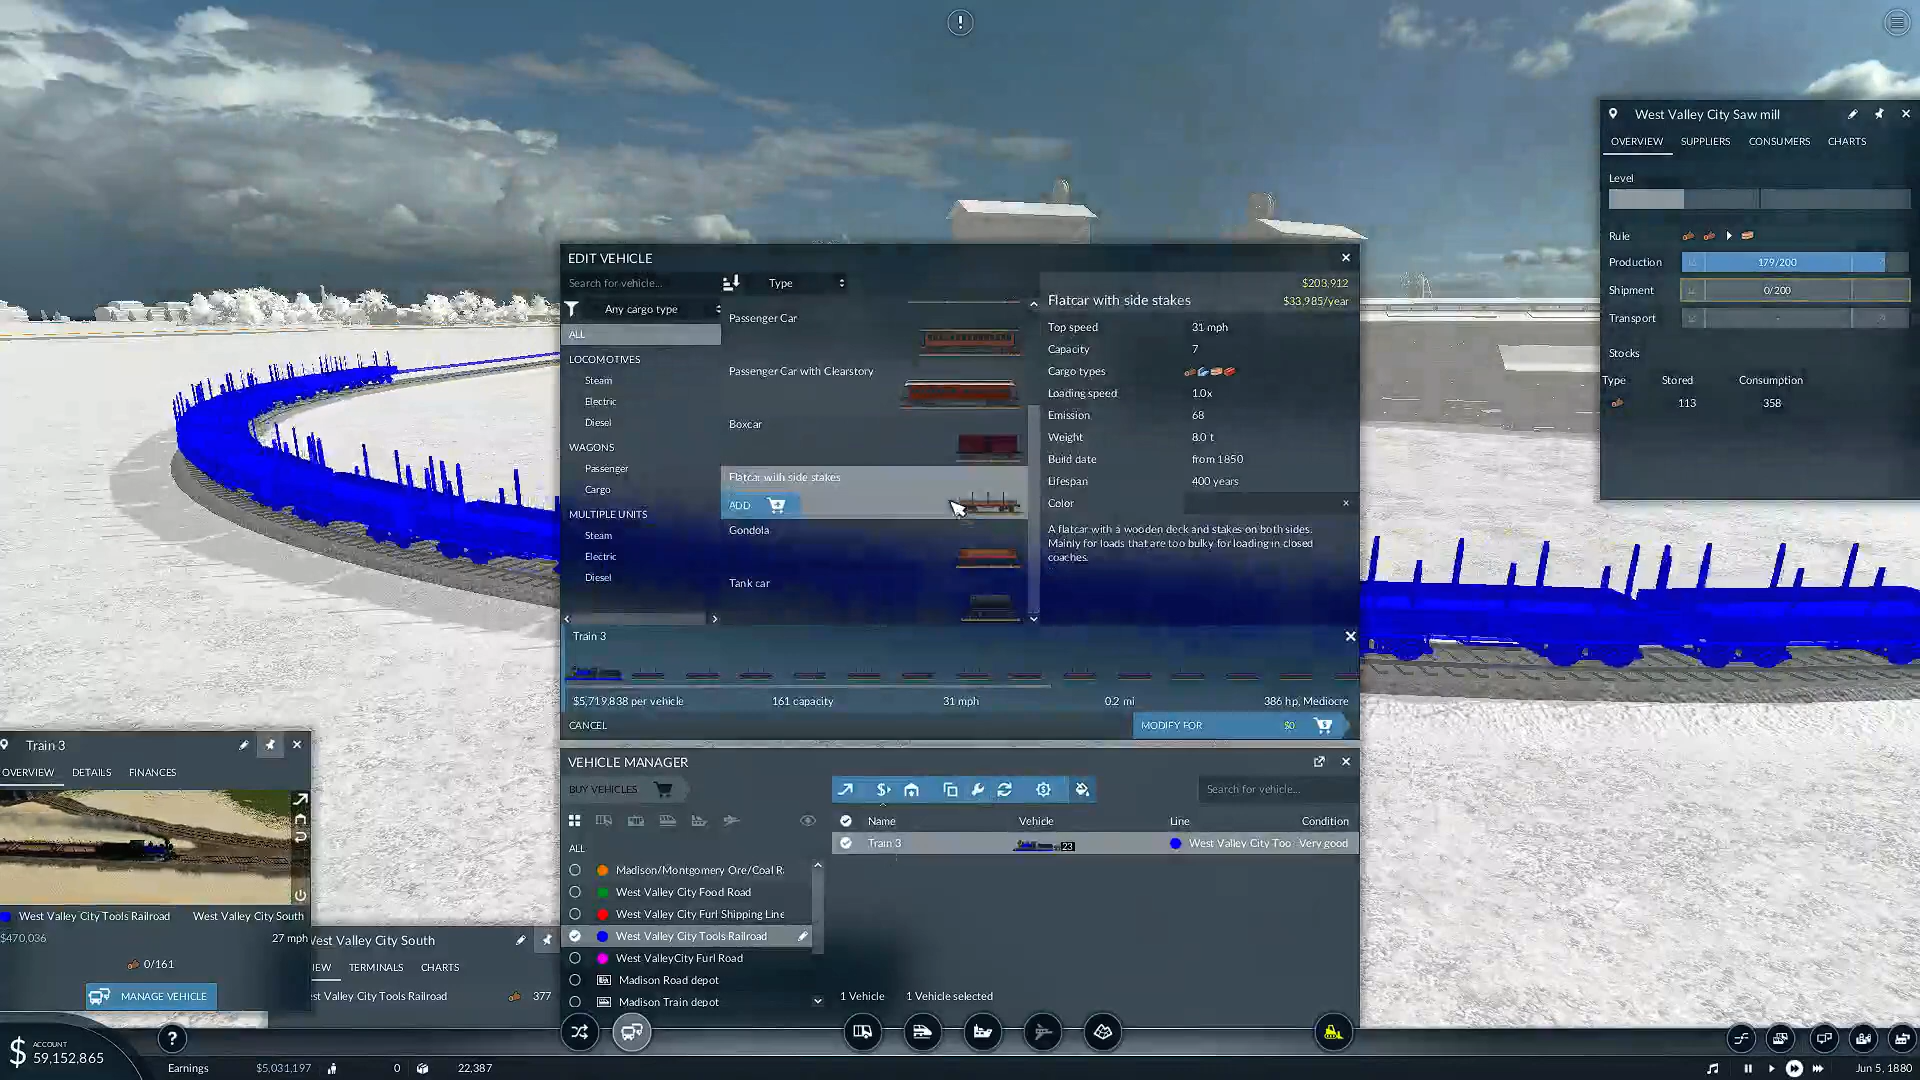 !
West Valley City Saw mill
OVERVIEW SUPPLIERS CONSUMERS CHARTS
Level
Rule
Production 179/200
Shipment 0/200
Transport -
Stocks
Type Stored Consumption
113 358
EDIT VEHICLE
Search for vehicle...
Type
Any cargo type
ALL
LOCOMOTIVES
Steam
Electric
Diesel
WAGONS
Passenger
Cargo
MULTIPLE UNITS
Steam
Electric
Diesel
Passenger Car
Passenger Car with Clearstory
Boxcar
Flatcar with side stakes
ADD
Gondola
Tank car
$203,912
Flatcar with side stakes $33,985/year
Top speed 31 mph
Capacity 7
Cargo types
Loading speed 1.0x
Emission 68
Weight 8.0 t
Build date from 1850
Lifespan 400 years
Color
A flatcar with a wooden deck and stakes on both sides.
Mainly for loads that are too bulky for loading in closed
coaches.
Train 3
$5,719,838 per vehicle 161 capacity 31 mph 0.2 mi 386 hp, Mediocre
CANCEL
MODIFY FOR $0
Train 3
OVERVIEW DETAILS FINANCES
West Valley City Tools Railroad West Valley City South
$470,036 27 mph
0/161
MANAGE VEHICLE
West Valley City South
TERMINALS CHARTS
377
VEHICLE MANAGER
BUY VEHICLES
Search for vehicle...
ALL
Madison/Montgomery Ore/Coal R
West Valley City Food Road
West Valley City Furl Shipping Line
West Valley City Tools Railroad
West ValleyCity Furl Road
Madison Road depot
Madison Train depot
Name Vehicle Line Condition
Train 3 23 West Valley City Too Very good
1 Vehicle 1 Vehicle selected
?
$ ACCOUNT
59,152,865
Earnings $5,031,197 0 22,387
Jun 5, 1880